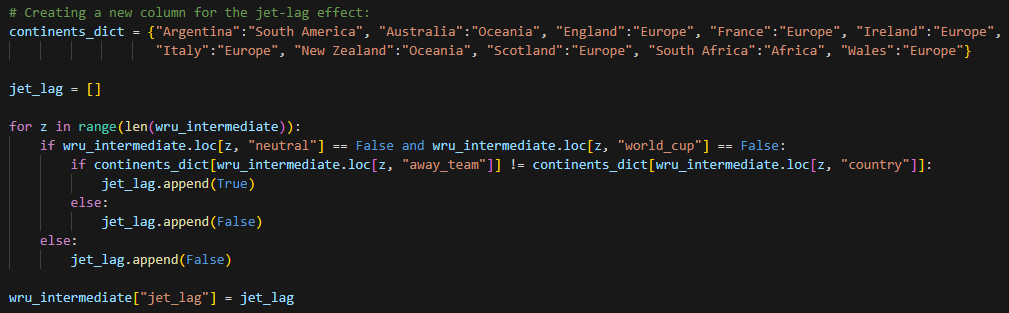 # Creating a new column for the jet-lag effect:
continents_dict = {"Argentina":"South America", "Australia":"Oceania", "England":"Europe", "France":"Europe", "Ireland":"Europe",
                   "Italy":"Europe", "New Zealand":"Oceania", "Scotland":"Europe", "South Africa":"Africa", "Wales":"Europe"}
jet_lag = []
for z in range(len(wru_intermediate)):
    if wru_intermediate.loc[z, "neutral"] == False and wru_intermediate.loc[z, "world_cup"] == False:
        if continents_dict[wru_intermediate.loc[z, "away_team"]] != continents_dict[wru_intermediate.loc[z, "country"]]:
            jet_lag.append(True)
        else:
            jet_lag.append(False)
    else:
        jet_lag.append(False)
wru_intermediate["jet_lag"] = jet_lag